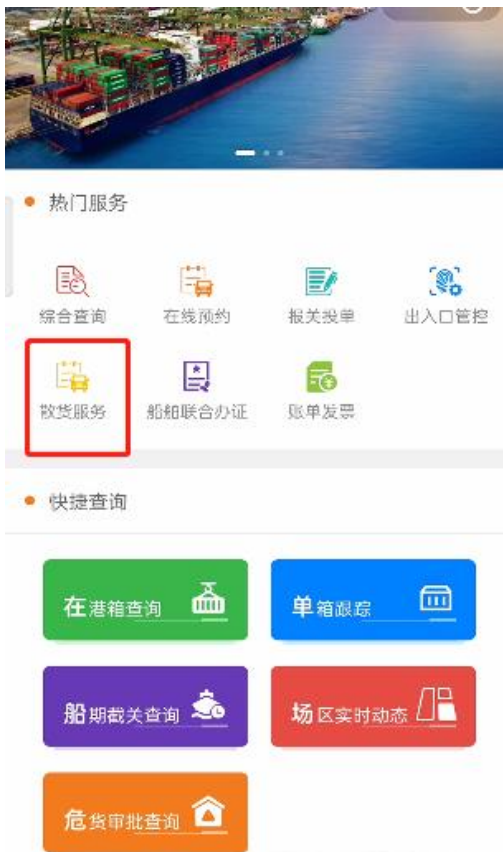 热门服务
综合查询 在线预约 报关投单 出入口管控
散货服务 船舶联合办证 账单发票
快捷查询
在港箱查询 单箱跟踪
船期截关查询 场区实时动态
危货审批查询